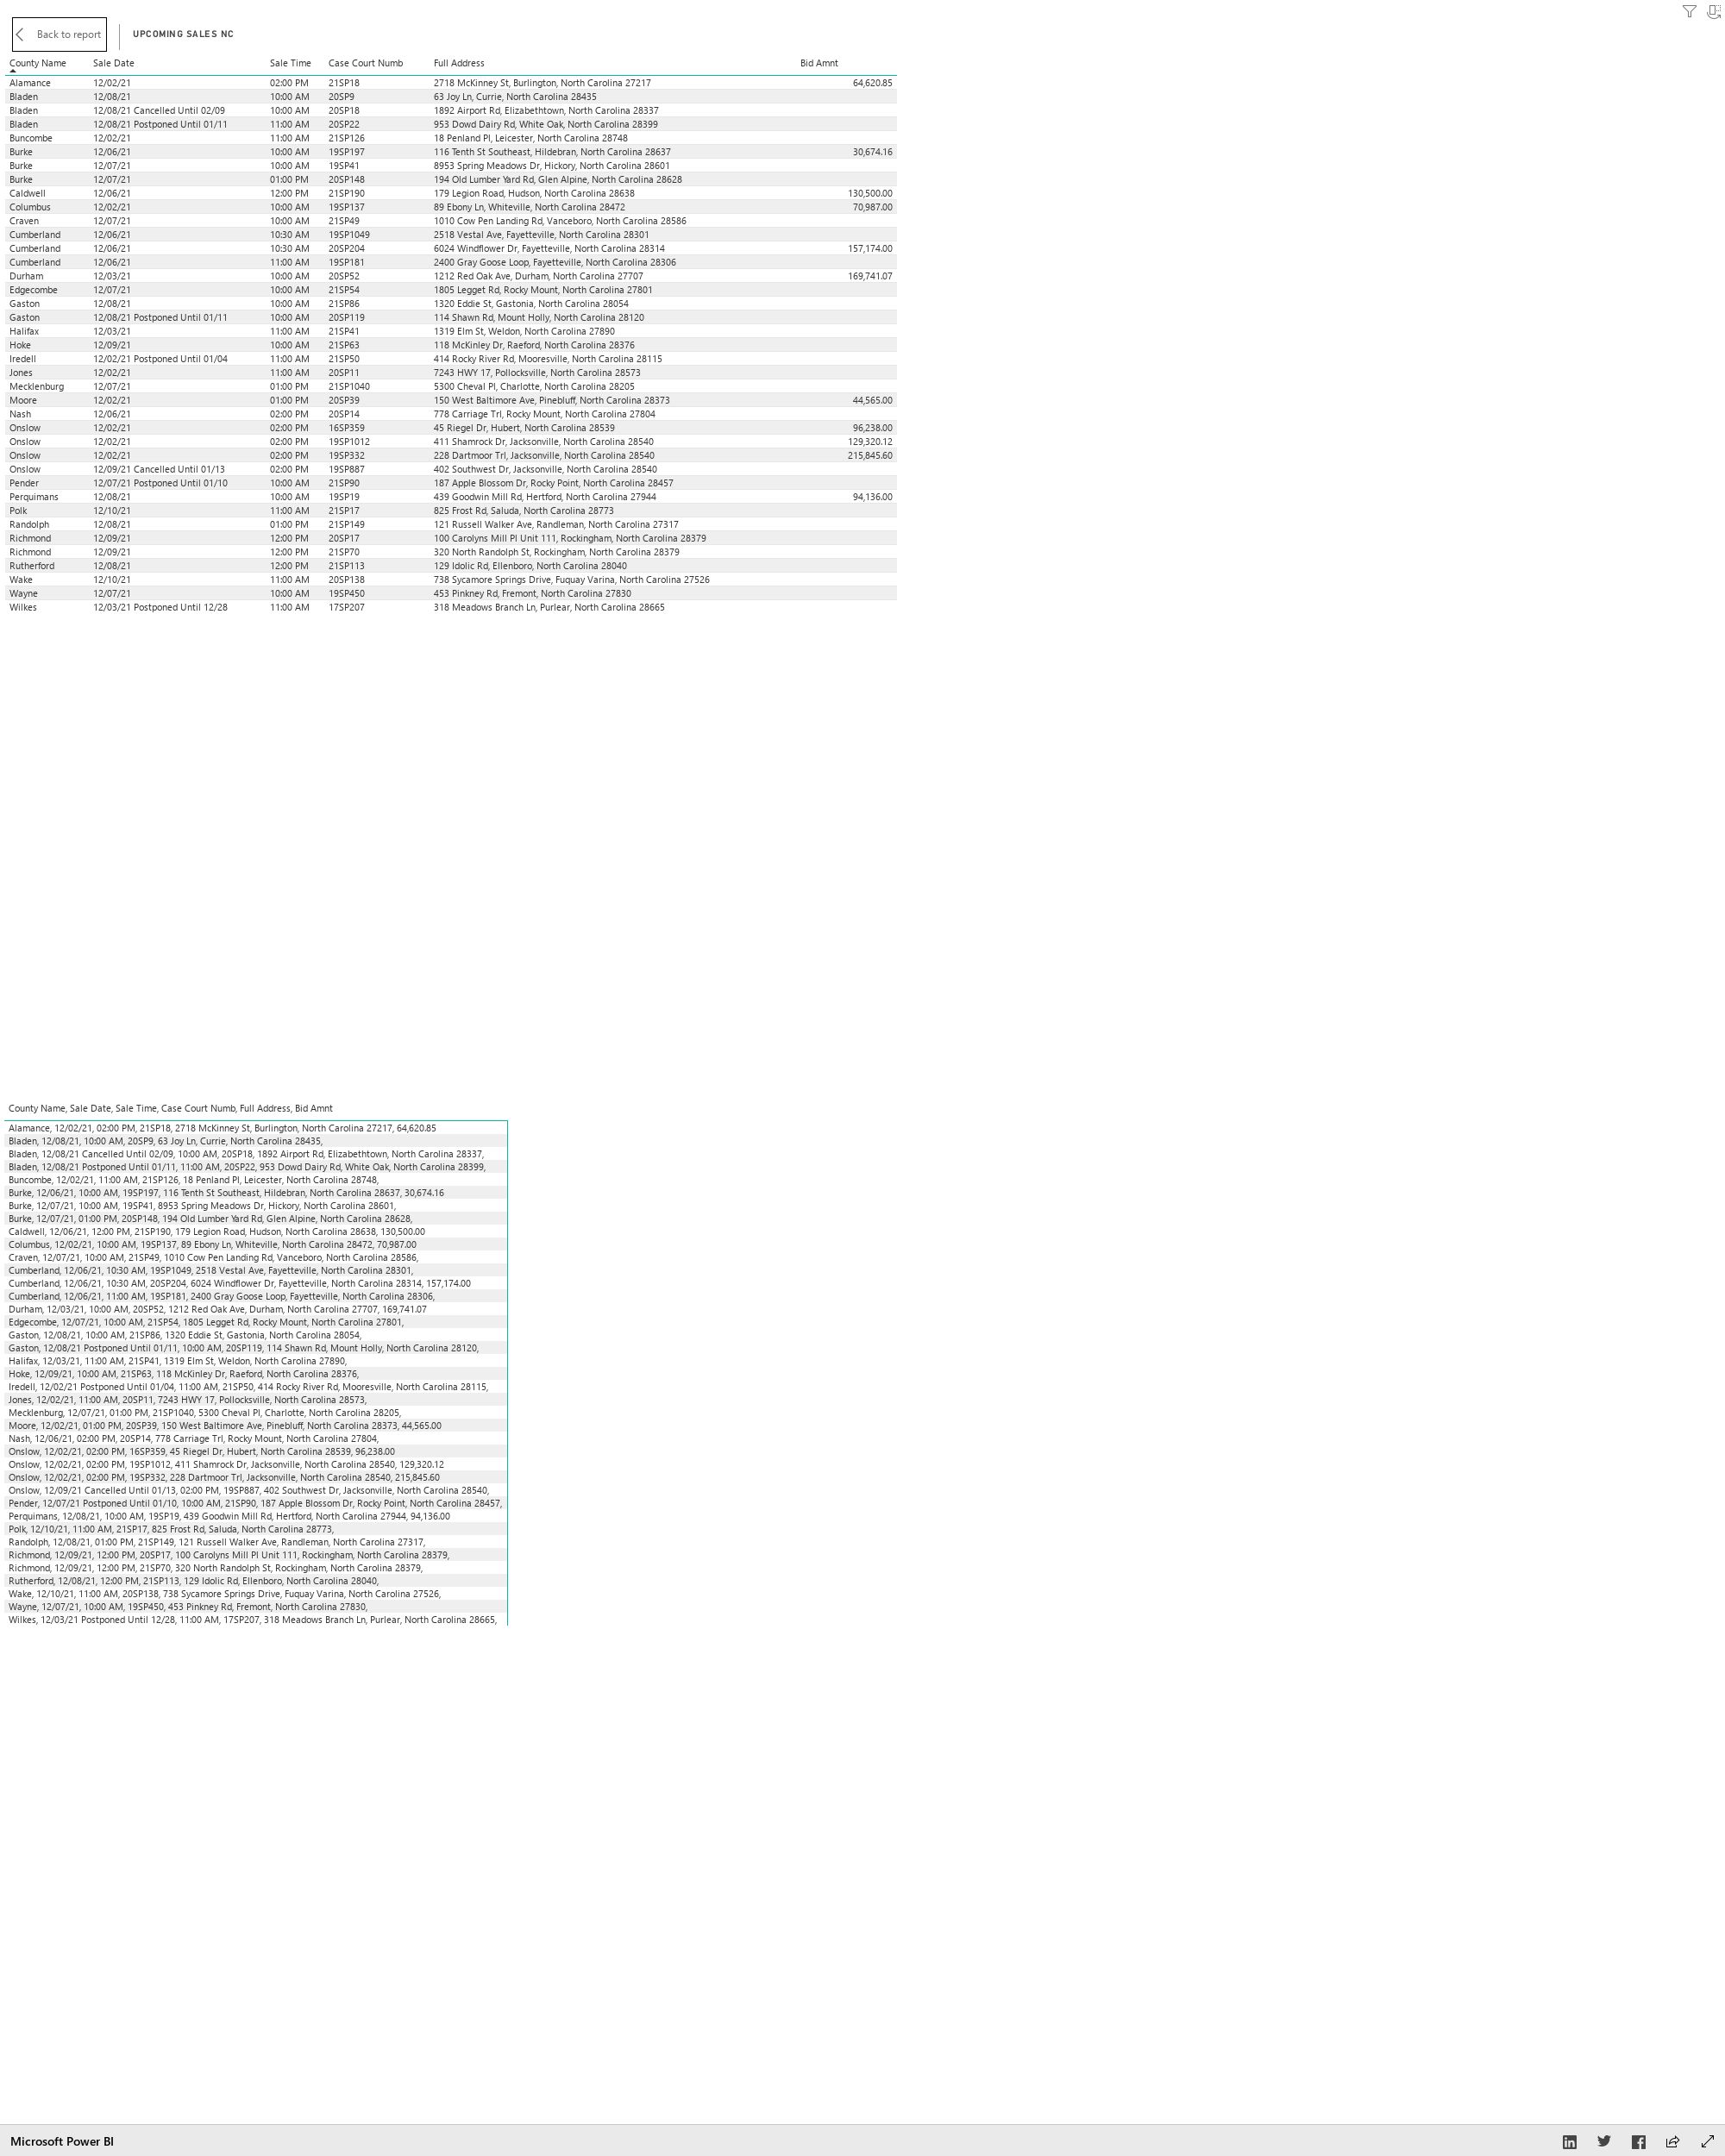 Back to report
UPCOMING SALES NC
County Name Sale Date Sale Time Case Court Numb Full Address Bid Amnt
Alamance 12/02/21 02:00 PM 21SP18 2718 McKinney St, Burlington, North Carolina 27217 64,620.85
Bladen 12/08/21 10:00 AM 20SP9 63 Joy Ln, Currie, North Carolina 28435
Bladen 12/08/21 Cancelled Until 02/09 10:00 AM 20SP18 1892 Airport Rd, Elizabethtown, North Carolina 28337
Bladen 12/08/21 Postponed Until 01/11 11:00 AM 20SP22 953 Dowd Dairy Rd, White Oak, North Carolina 28399
Buncombe 12/02/21 11:00 AM 21SP126 18 Penland Pl, Leicester, North Carolina 28748
Burke 12/06/21 10:00 AM 19SP197 116 Tenth St Southeast, Hildebran, North Carolina 28637 30,674.16
Burke 12/07/21 10:00 AM 19SP41 8953 Spring Meadows Dr, Hickory, North Carolina 28601
Burke 12/07/21 01:00 PM 20SP148 194 Old Lumber Yard Rd, Glen Alpine, North Carolina 28628
Caldwell 12/06/21 12:00 PM 21SP190 179 Legion Road, Hudson, North Carolina 28638 130,500.00
Columbus 12/02/21 10:00 AM 19SP137 89 Ebony Ln, Whiteville, North Carolina 28472 70,987.00
Craven 12/07/21 10:00 AM 21SP49 1010 Cow Pen Landing Rd, Vanceboro, North Carolina 28586
Cumberland 12/06/21 10:30 AM 19SP1049 2518 Vestal Ave, Fayetteville, North Carolina 28301
Cumberland 12/06/21 10:30 AM 20SP204 6024 Windflower Dr, Fayetteville, North Carolina 28314 157,174.00
Cumberland 12/06/21 11:00 AM 19SP181 2400 Gray Goose Loop, Fayetteville, North Carolina 28306
Durham 12/03/21 10:00 AM 20SP52 1212 Red Oak Ave, Durham, North Carolina 27707 169,741.07
Edgecombe 12/07/21 10:00 AM 21SP54 1805 Legget Rd, Rocky Mount, North Carolina 27801
Gaston 12/08/21 10:00 AM 21SP86 1320 Eddie St, Gastonia, North Carolina 28054
Gaston 12/08/21 Postponed Until 01/11 10:00 AM 20SP119 114 Shawn Rd, Mount Holly, North Carolina 28120
Halifax 12/03/21 11:00 AM 21SP41 1319 Elm St, Weldon, North Carolina 27890
Hoke 12/09/21 10:00 AM 21SP63 118 McKinley Dr, Raeford, North Carolina 28376
Iredell 12/02/21 Postponed Until 01/04 11:00 AM 21SP50 414 Rocky River Rd, Mooresville, North Carolina 28115
Jones 12/02/21 11:00 AM 20SP11 7243 HWY 17, Pollocksville, North Carolina 28573
Mecklenburg 12/07/21 01:00 PM 21SP1040 5300 Cheval Pl, Charlotte, North Carolina 28205
Moore 12/02/21 01:00 PM 20SP39 150 West Baltimore Ave, Pinebluff, North Carolina 28373 44,565.00
Nash 12/06/21 02:00 PM 20SP14 778 Carriage Trl, Rocky Mount, North Carolina 27804
Onslow 12/02/21 02:00 PM 16SP359 45 Riegel Dr, Hubert, North Carolina 28539 96,238.00
Onslow 12/02/21 02:00 PM 19SP1012 411 Shamrock Dr, Jacksonville, North Carolina 28540 129,320.12
Onslow 12/02/21 02:00 PM 19SP332 228 Dartmoor Trl, Jacksonville, North Carolina 28540 215,845.60
Onslow 12/09/21 Cancelled Until 01/13 02:00 PM 19SP887 402 Southwest Dr, Jacksonville, North Carolina 28540
Pender 12/07/21 Postponed Until 01/10 10:00 AM 21SP90 187 Apple Blossom Dr, Rocky Point, North Carolina 28457
Perquimans 12/08/21 10:00 AM 19SP19 439 Goodwin Mill Rd, Hertford, North Carolina 27944 94,136.00
Polk 12/10/21 11:00 AM 21SP17 825 Frost Rd, Saluda, North Carolina 28773
Randolph 12/08/21 01:00 PM 21SP149 121 Russell Walker Ave, Randleman, North Carolina 27317
Richmond 12/09/21 12:00 PM 20SP17 100 Carolyns Mill Pl Unit 111, Rockingham, North Carolina 28379
Richmond 12/09/21 12:00 PM 21SP70 320 North Randolph St, Rockingham, North Carolina 28379
Rutherford 12/08/21 12:00 PM 21SP113 129 Idolic Rd, Ellenboro, North Carolina 28040
Wake 12/10/21 11:00 AM 20SP138 738 Sycamore Springs Drive, Fuquay Varina, North Carolina 27526
Wayne 12/07/21 10:00 AM 19SP450 453 Pinkney Rd, Fremont, North Carolina 27830
Wilkes 12/03/21 Postponed Until 12/28 11:00 AM 17SP207 318 Meadows Branch Ln, Purlear, North Carolina 28665
County Name, Sale Date, Sale Time, Case Court Numb, Full Address, Bid Amnt
Alamance, 12/02/21, 02:00 PM, 21SP18, 2718 McKinney St, Burlington, North Carolina 27217, 64,620.85
Bladen, 12/08/21, 10:00 AM, 20SP9, 63 Joy Ln, Currie, North Carolina 28435,
Bladen, 12/08/21 Cancelled Until 02/09, 10:00 AM, 20SP18, 1892 Airport Rd, Elizabethtown, North Carolina 28337,
Bladen, 12/08/21 Postponed Until 01/11, 11:00 AM, 20SP22, 953 Dowd Dairy Rd, White Oak, North Carolina 28399,
Buncombe, 12/02/21, 11:00 AM, 21SP126, 18 Penland Pl, Leicester, North Carolina 28748,
Burke, 12/06/21, 10:00 AM, 19SP197, 116 Tenth St Southeast, Hildebran, North Carolina 28637, 30,674.16
Burke, 12/07/21, 10:00 AM, 19SP41, 8953 Spring Meadows Dr, Hickory, North Carolina 28601,
Burke, 12/07/21, 01:00 PM, 20SP148, 194 Old Lumber Yard Rd, Glen Alpine, North Carolina 28628,
Caldwell, 12/06/21, 12:00 PM, 21SP190, 179 Legion Road, Hudson, North Carolina 28638, 130,500.00
Columbus, 12/02/21, 10:00 AM, 19SP137, 89 Ebony Ln, Whiteville, North Carolina 28472, 70,987.00
Craven, 12/07/21, 10:00 AM, 21SP49, 1010 Cow Pen Landing Rd, Vanceboro, North Carolina 28586,
Cumberland, 12/06/21, 10:30 AM, 19SP1049, 2518 Vestal Ave, Fayetteville, North Carolina 28301,
Cumberland, 12/06/21, 10:30 AM, 20SP204, 6024 Windflower Dr, Fayetteville, North Carolina 28314, 157,174.00
Cumberland, 12/06/21, 11:00 AM, 19SP181, 2400 Gray Goose Loop, Fayetteville, North Carolina 28306,
Durham, 12/03/21, 10:00 AM, 20SP52, 1212 Red Oak Ave, Durham, North Carolina 27707, 169,741.07
Edgecombe, 12/07/21, 10:00 AM, 21SP54, 1805 Legget Rd, Rocky Mount, North Carolina 27801,
Gaston, 12/08/21, 10:00 AM, 21SP86, 1320 Eddie St, Gastonia, North Carolina 28054,
Gaston, 12/08/21 Postponed Until 01/11, 10:00 AM, 20SP119, 114 Shawn Rd, Mount Holly, North Carolina 28120,
Halifax, 12/03/21, 11:00 AM, 21SP41, 1319 Elm St, Weldon, North Carolina 27890,
Hoke, 12/09/21, 10:00 AM, 21SP63, 118 McKinley Dr, Raeford, North Carolina 28376,
Iredell, 12/02/21 Postponed Until 01/04, 11:00 AM, 21SP50, 414 Rocky River Rd, Mooresville, North Carolina 28115,
Jones, 12/02/21, 11:00 AM, 20SP11, 7243 HWY 17, Pollocksville, North Carolina 28573,
Mecklenburg, 12/07/21, 01:00 PM, 21SP1040, 5300 Cheval Pl, Charlotte, North Carolina 28205,
Moore, 12/02/21, 01:00 PM, 20SP39, 150 West Baltimore Ave, Pinebluff, North Carolina 28373, 44,565.00
Nash, 12/06/21, 02:00 PM, 20SP14, 778 Carriage Trl, Rocky Mount, North Carolina 27804,
Onslow, 12/02/21, 02:00 PM, 16SP359, 45 Riegel Dr, Hubert, North Carolina 28539, 96,238.00
Onslow, 12/02/21, 02:00 PM, 19SP1012, 411 Shamrock Dr, Jacksonville, North Carolina 28540, 129,320.12
Onslow, 12/02/21, 02:00 PM, 19SP332, 228 Dartmoor Trl, Jacksonville, North Carolina 28540, 215,845.60
Onslow, 12/09/21 Cancelled Until 01/13, 02:00 PM, 19SP887, 402 Southwest Dr, Jacksonville, North Carolina 28540,
Pender, 12/07/21 Postponed Until 01/10, 10:00 AM, 21SP90, 187 Apple Blossom Dr, Rocky Point, North Carolina 28457,
Perquimans, 12/08/21, 10:00 AM, 19SP19, 439 Goodwin Mill Rd, Hertford, North Carolina 27944, 94,136.00
Polk, 12/10/21, 11:00 AM, 21SP17, 825 Frost Rd, Saluda, North Carolina 28773,
Randolph, 12/08/21, 01:00 PM, 21SP149, 121 Russell Walker Ave, Randleman, North Carolina 27317,
Richmond, 12/09/21, 12:00 PM, 20SP17, 100 Carolyns Mill Pl Unit 111, Rockingham, North Carolina 28379,
Richmond, 12/09/21, 12:00 PM, 21SP70, 320 North Randolph St, Rockingham, North Carolina 28379,
Rutherford, 12/08/21, 12:00 PM, 21SP113, 129 Idolic Rd, Ellenboro, North Carolina 28040,
Wake, 12/10/21, 11:00 AM, 20SP138, 738 Sycamore Springs Drive, Fuquay Varina, North Carolina 27526,
Wayne, 12/07/21, 10:00 AM, 19SP450, 453 Pinkney Rd, Fremont, North Carolina 27830,
Wilkes, 12/03/21 Postponed Until 12/28, 11:00 AM, 17SP207, 318 Meadows Branch Ln, Purlear, North Carolina 28665,
Microsoft Power BI